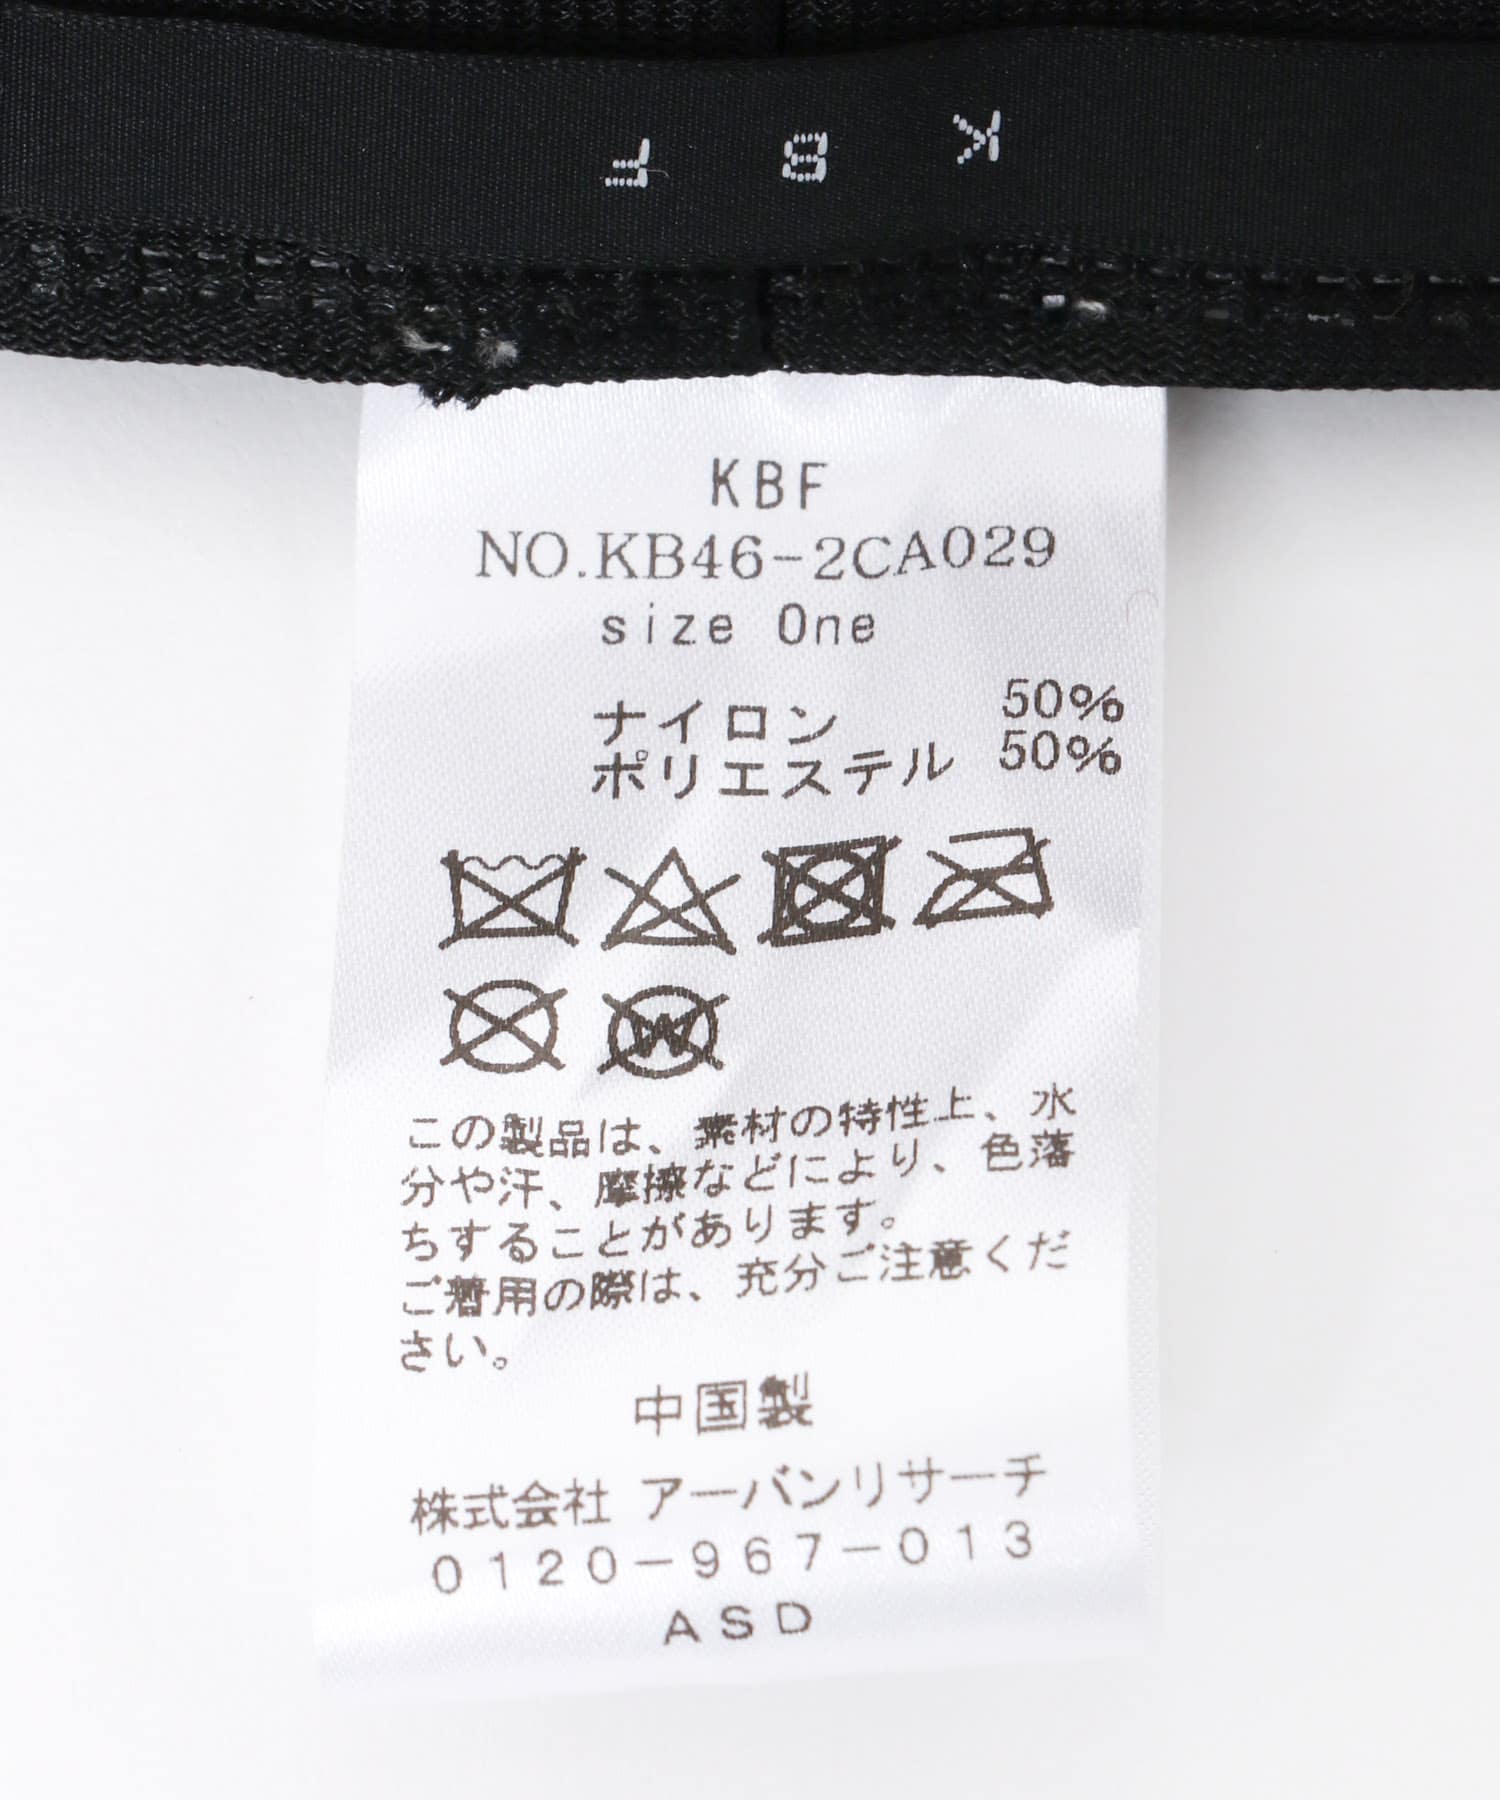 K B F
KBF
NO.KB46-2CA029
size One
ナイロン 50%
ポリエステル 50%
W
この製品は、素材の特性上、水
分や汗、摩擦などにより、色落
ちすることがあります。
ご着用の際は、充分ご注意くだ
さい。
中国製
株式会社 アーバンリサーチ
0120-967-013
ASD